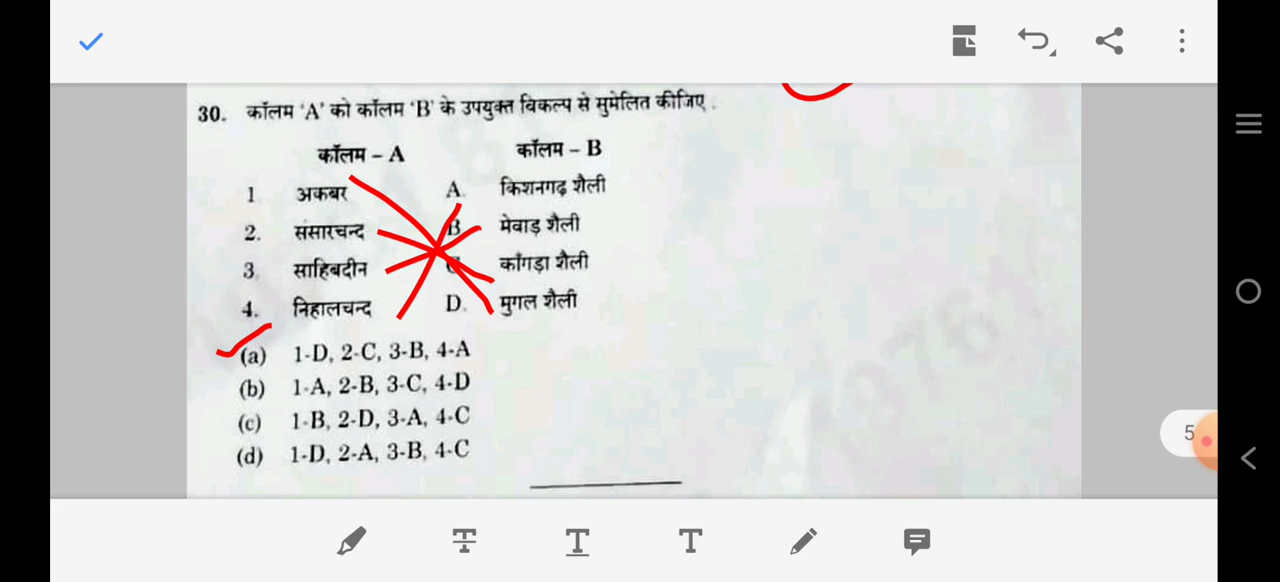 30. कॉलम 'A' को कॉलम 'B' के उपयुक्त विकल्प से सुमेलित कीजिए :
कॉलम – A कॉलम – B
1. अकबर A. किशनगढ़ शैली
2. संसारचन्द B मेवाड़ शैली
3. साहिबदीन C काँगड़ा शैली
4. निहालचन्द D. मुगल शैली
(a) 1-D, 2-C, 3-B, 4-A
(b) 1-A, 2-B, 3-C, 4-D
(c) 1-B, 2-D, 3-A, 4-C
(d) 1-D, 2-A, 3-B, 4-C
5
T T T